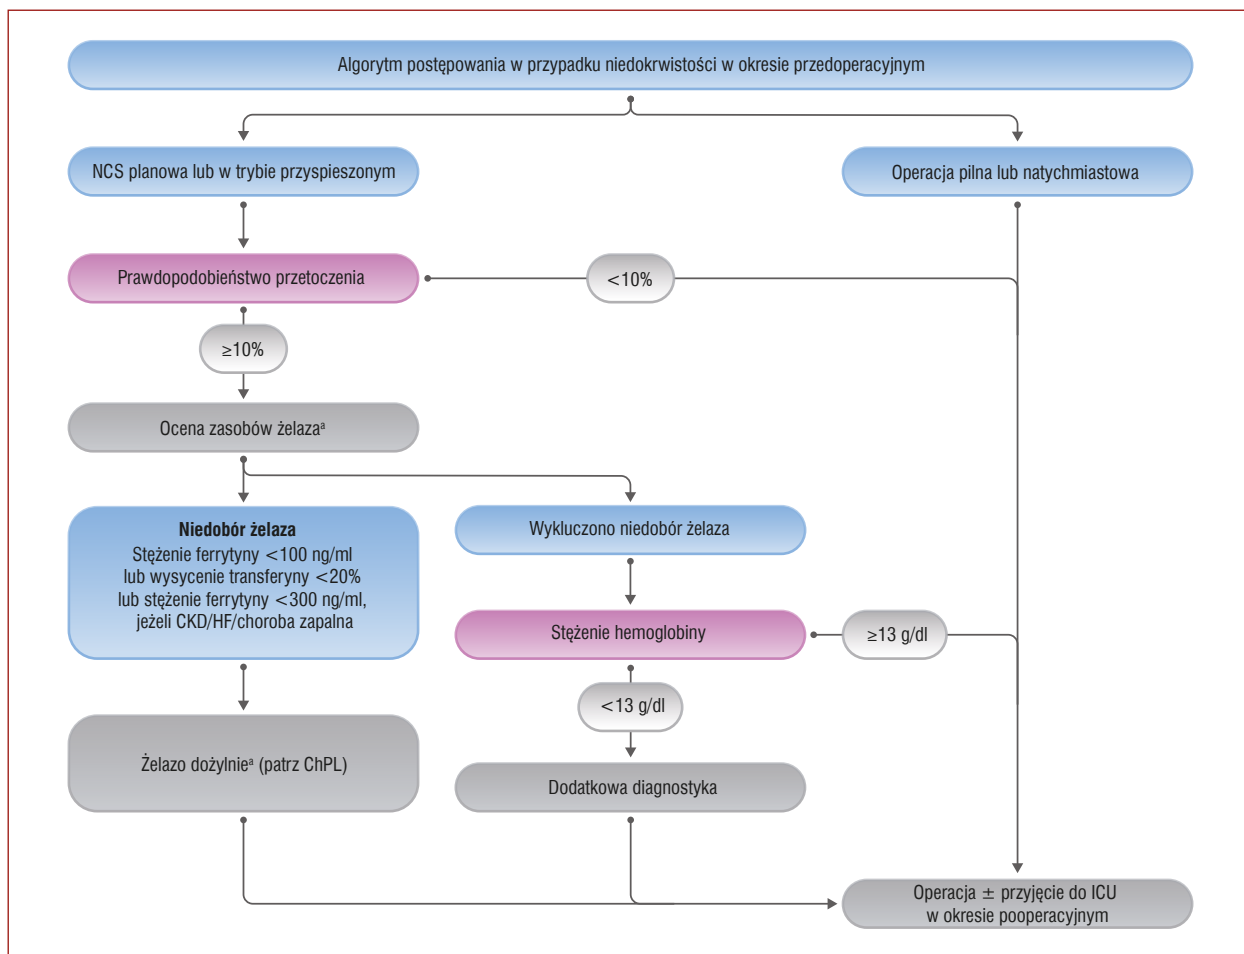 Algorytm postępowania w przypadku niedokrwistości w okresie przedoperacyjnym
NCS planowa lub w trybie przyspieszonym
Operacja pilna lub natychmiastowa
Prawdopodobieństwo przetoczenia
<10%
≥10%
Ocena zasobów żelazaᵃ
Niedobór żelaza
Stężenie ferrytyny <100 ng/ml
lub wysycenie transferyny <20%
lub stężenie ferrytyny <300 ng/ml,
jeżeli CKD/HF/choroba zapalna
Wykluczono niedobór żelaza
Stężenie hemoglobiny
≥13 g/dl
<13 g/dl
Żelazo dożylnieᵃ (patrz ChPL)
Dodatkowa diagnostyka
Operacja ± przyjęcie do ICU
w okresie pooperacyjnym